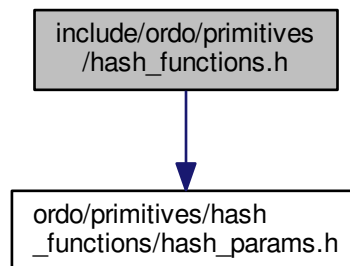 include/ordo/primitives
/hash_functions.h
ordo/primitives/hash
_functions/hash_params.h